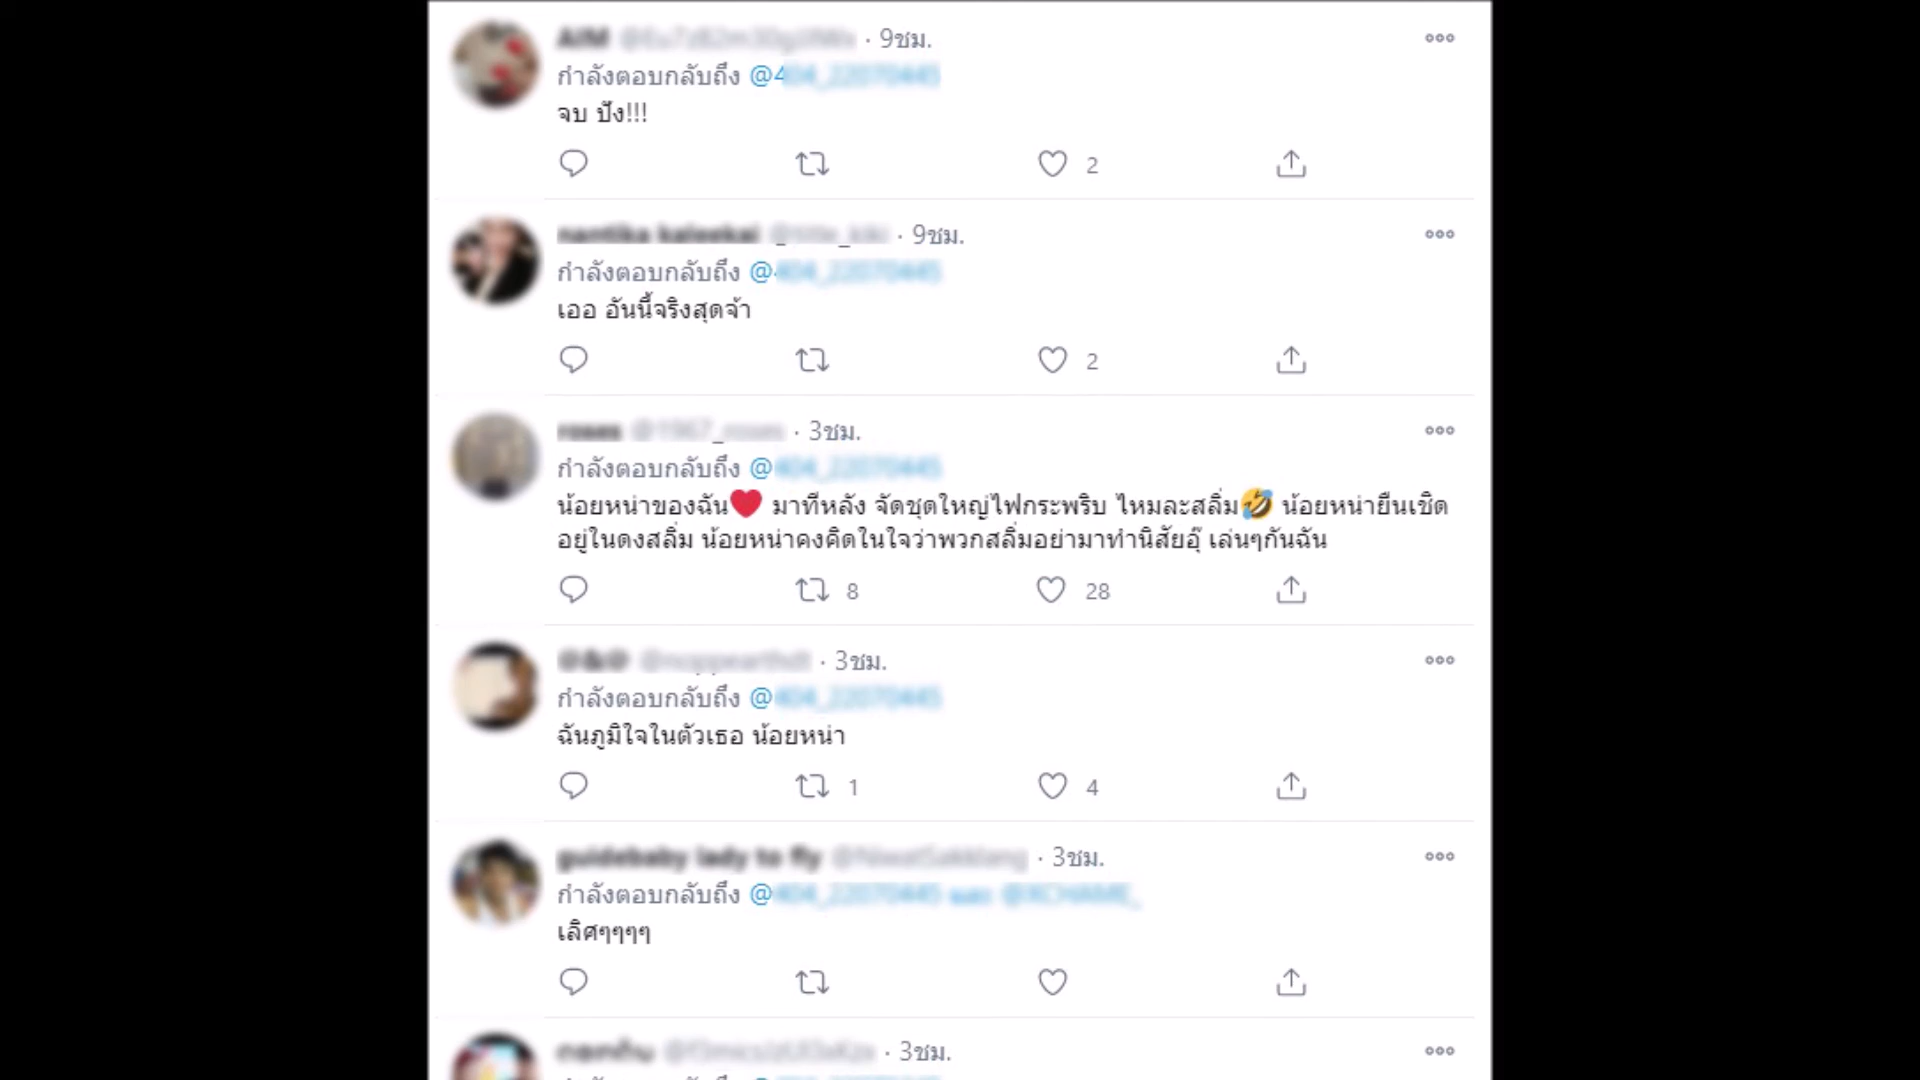 · 9ชม.
กำลังตอบกลับถึง @4
จบ ปัง!!!
2
· 9ชม.
กำลังตอบกลับถึง @
เออ อันนี้จริงสุดจ้า
2
· 3ชม.
กำลังตอบกลับถึง @
น้อยหน่าของฉัน❤️ มาทีหลัง จัดชุดใหญ่ไฟกระพริบ ไหมละสลิ่ม🤣 น้อยหน่ายืนเชิด
อยู่ในดงสลิ่ม น้อยหน่าคงคิดในใจว่าพวกสลิ่มอย่ามาทำนิสัยอุ๊ เล่นๆกันฉัน
8 28
· 3ชม.
กำลังตอบกลับถึง @
ฉันภูมิใจในตัวเธอ น้อยหน่า
1 4
guidebaby lady to fly · 3ชม.
กำลังตอบกลับถึง @
เลิศๆๆๆๆ
· 3ชม.